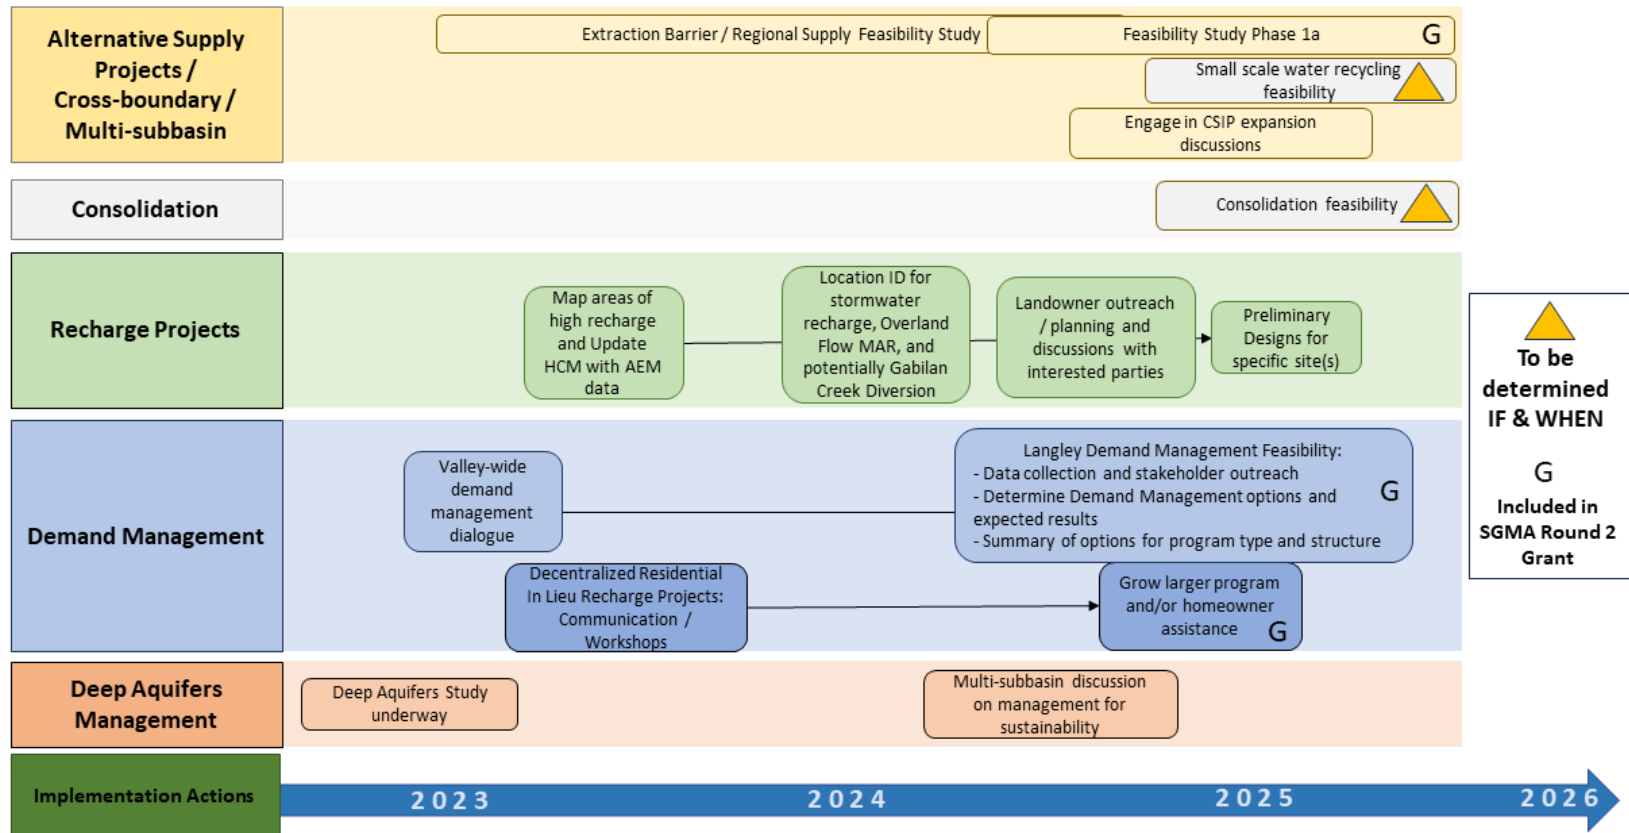 Alternative Supply
Projects /
Cross-boundary /
Multi-subbasin
Extraction Barrier / Regional Supply Feasibility Study
Feasibility Study Phase 1a
G
Small scale water recycling
feasibility
Engage in CSIP expansion
discussions
Consolidation
Consolidation feasibility
Recharge Projects
Map areas of
high recharge
and Update
HCM with AEM
data
Location ID for
stormwater
recharge, Overland
Flow MAR, and
potentially Gabilan
Creek Diversion
Landowner outreach
/ planning and
discussions with
interested parties
Preliminary
Designs for
specific site(s)
Demand Management
Valley-wide
demand
management
dialogue
Langley Demand Management Feasibility:
- Data collection and stakeholder outreach
- Determine Demand Management options and
expected results
- Summary of options for program type and structure
G
Decentralized Residential
In Lieu Recharge Projects:
Communication /
Workshops
Grow larger program
and/or homeowner
assistance
G
Deep Aquifers
Management
Deep Aquifers Study
underway
Multi-subbasin discussion
on management for
sustainability
Implementation Actions
2023
2024
2025
2026
To be
determined
IF & WHEN
G
Included in
SGMA Round 2
Grant